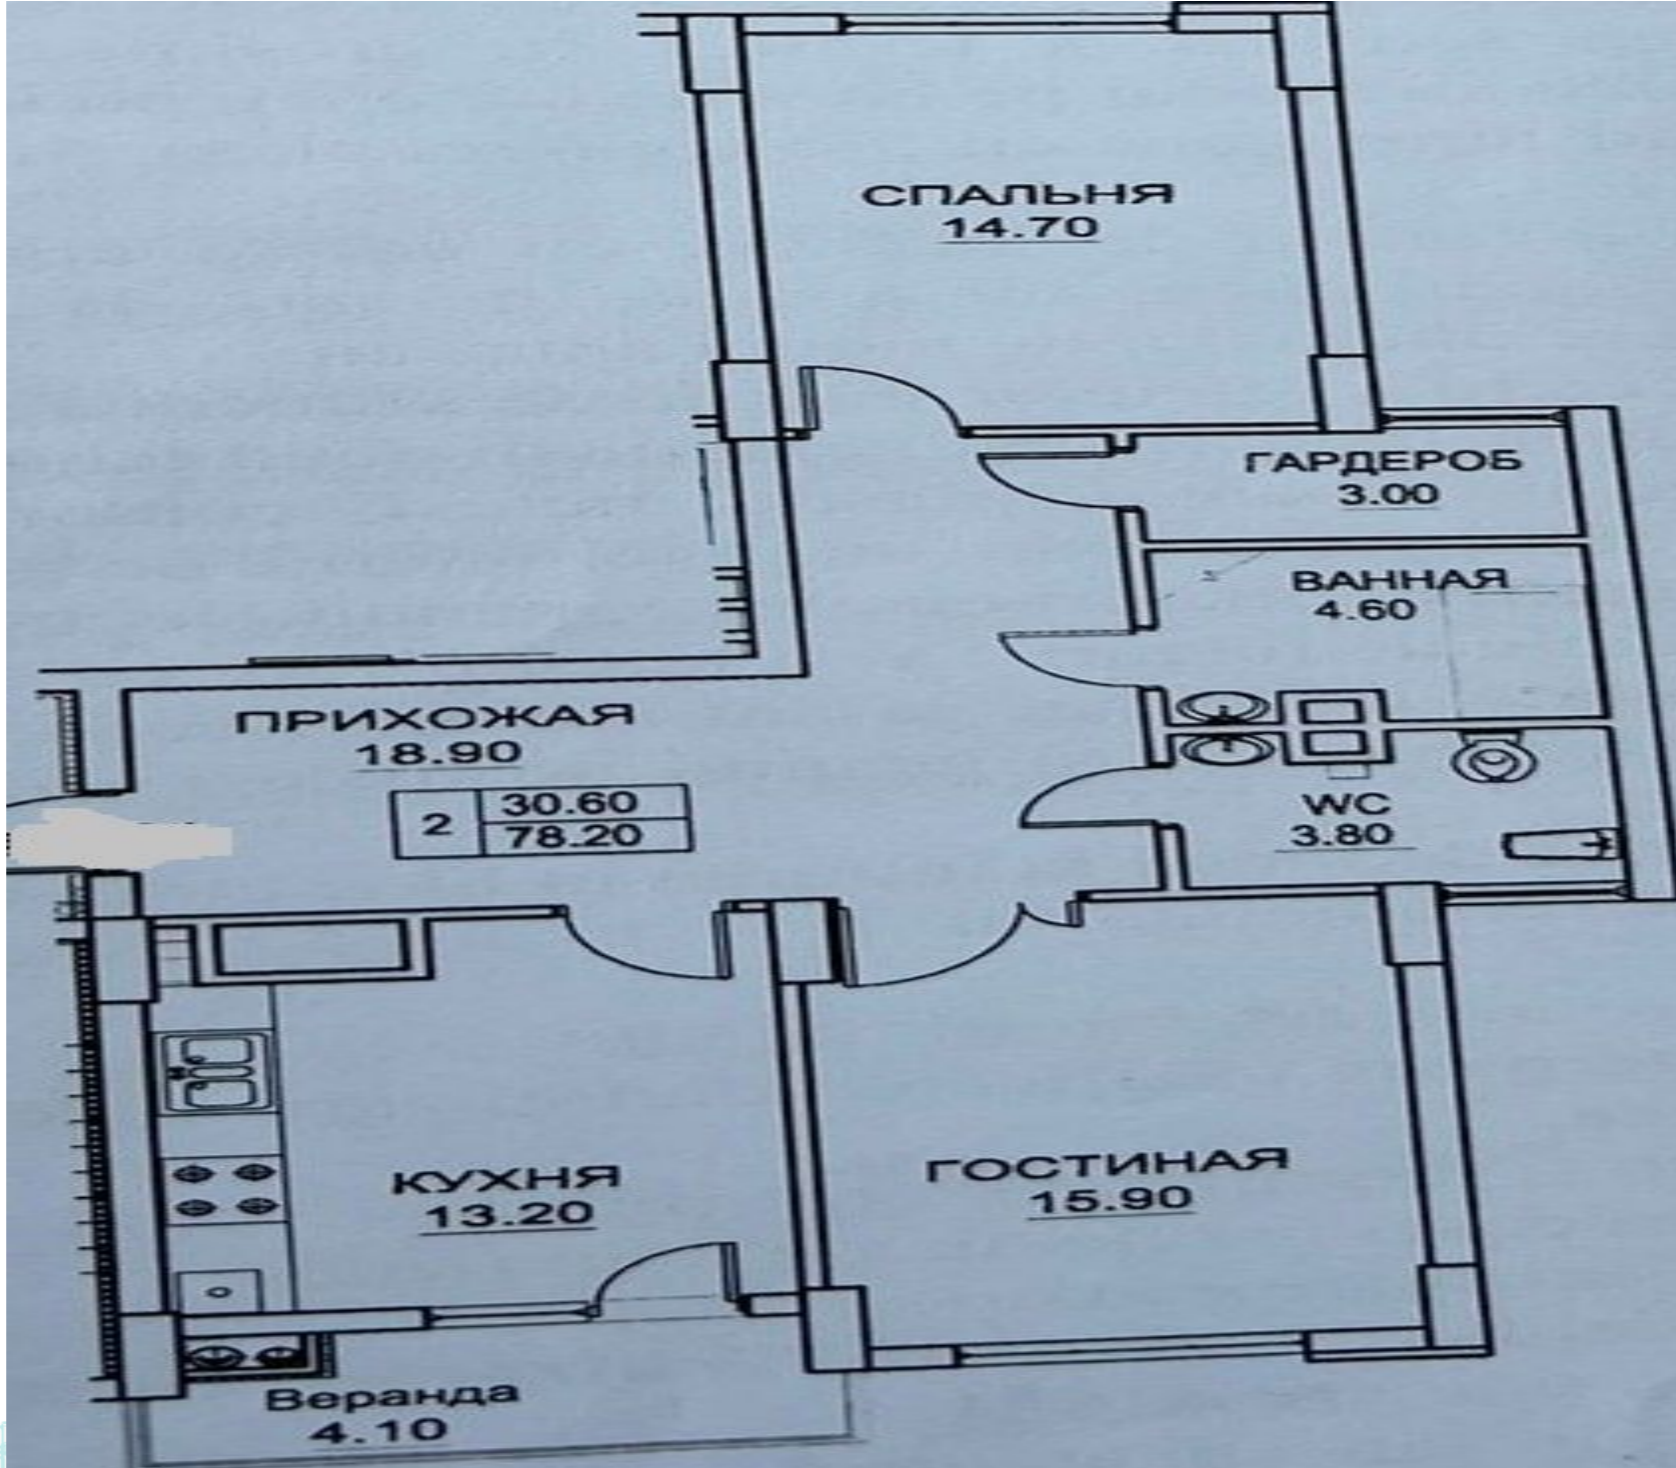 СПАЛЬНЯ
14.70
ГАРДЕРОБ
3.00
ВАННАЯ
4.60
ПРИХОЖАЯ
18.90
2
30.60
78.20
WC
3.80
КУХНЯ
13.20
ГОСТИНАЯ
15.90
Веранда
4.10